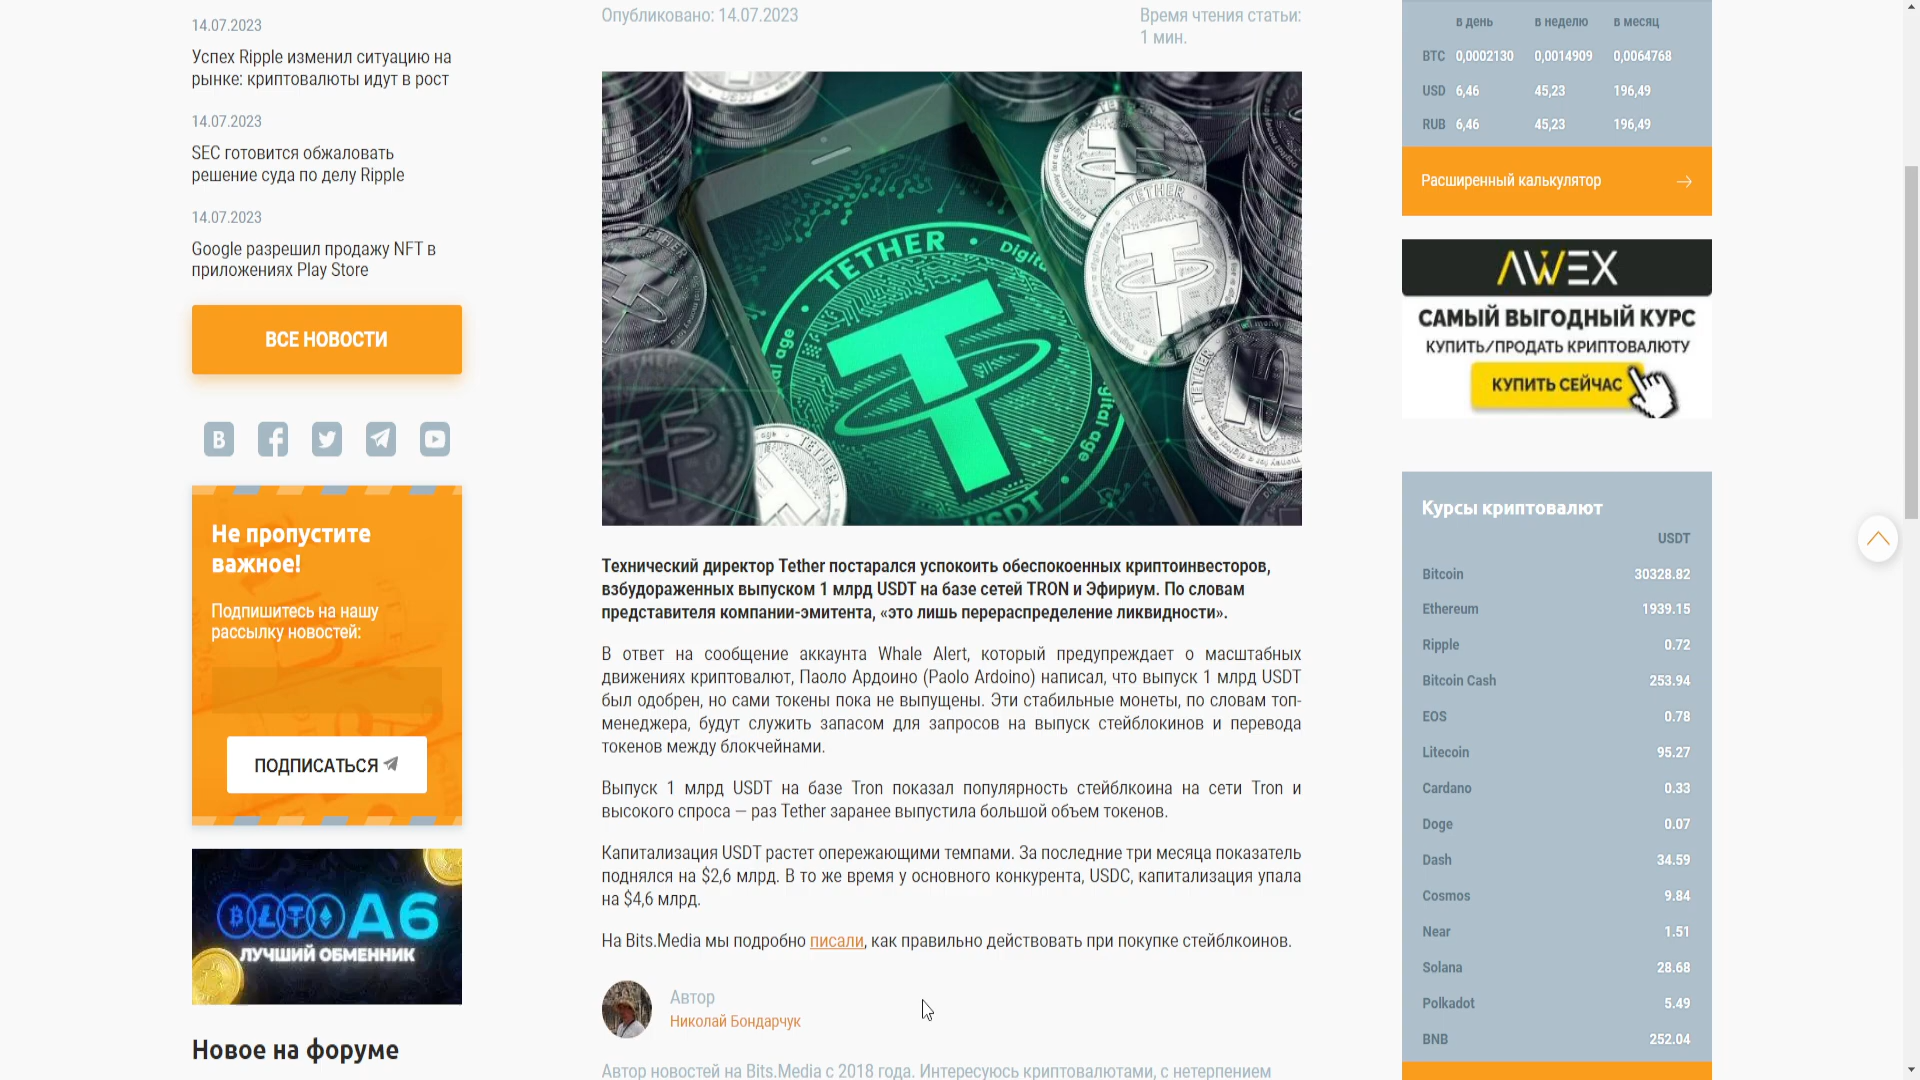 14.07.2023
Успех Ripple изменил ситуацию на
рынке: криптовалюты идут в рост
14.07.2023
SEC готовится обжаловать
решение суда по делу Ripple
14.07.2023
Google разрешил продажу NFT в
приложениях Play Store
ВСЕ НОВОСТИ
Не пропустите
важное!
Подпишитесь на нашу
рассылку новостей:
ПОДПИСАТЬСЯ
A6
ЛУЧШИЙ ОБМЕННИК
Новое на форуме
Опубликовано: 14.07.2023
Время чтения статьи:
1 мин.
TETHER
Digital age
USDT
TETHER
TETHER
Технический директор Tether постарался успокоить обеспокоенных криптоинвесторов,
взбудораженных выпуском 1 млрд USDT на базе сетей TRON и Эфириум. По словам
представителя компании-эмитента, «это лишь перераспределение ликвидности».
В ответ на сообщение аккаунта Whale Alert, который предупреждает о масштабных
движениях криптовалют, Паоло Ардоино (Paolo Ardoino) написал, что выпуск 1 млрд USDT
был одобрен, но сами токены пока не выпущены. Эти стабильные монеты, по словам топ-
менеджера, будут служить запасом для запросов на выпуск стейблокинов и перевода
токенов между блокчейнами.
Выпуск 1 млрд USDT на базе Tron показал популярность стейблкоина на сети Tron и
высокого спроса — раз Tether заранее выпустила большой объем токенов.
Капитализация USDT растет опережающими темпами. За последние три месяца показатель
поднялся на $2,6 млрд. В то же время у основного конкурента, USDC, капитализация упала
на $4,6 млрд.
На Bits.Media мы подробно писали, как правильно действовать при покупке стейблкоинов.
Автор
Николай Бондарчук
Автор новостей на Bits.Media с 2018 года. Интересуюсь криптовалютами, с нетерпением
в день в неделю в месяц
BTC 0,0002130 0,0014909 0,0064768
USD 6,46 45,23 196,49
RUB 6,46 45,23 196,49
Расширенный калькулятор
AWEX
САМЫЙ ВЫГОДНЫЙ КУРС
КУПИТЬ/ПРОДАТЬ КРИПТОВАЛЮТУ
КУПИТЬ СЕЙЧАС
Курсы криптовалют
USDT
Bitcoin 30328.82
Ethereum 1939.15
Ripple 0.72
Bitcoin Cash 253.94
EOS 0.78
Litecoin 95.27
Cardano 0.33
Doge 0.07
Dash 34.59
Cosmos 9.84
Near 1.51
Solana 28.68
Polkadot 5.49
BNB 252.04